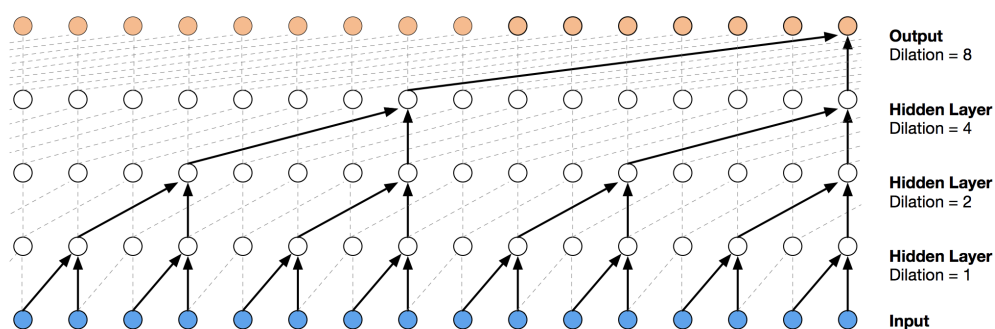 Output
Dilation = 8
Hidden Layer
Dilation = 4
Hidden Layer
Dilation = 2
Hidden Layer
Dilation = 1
Input